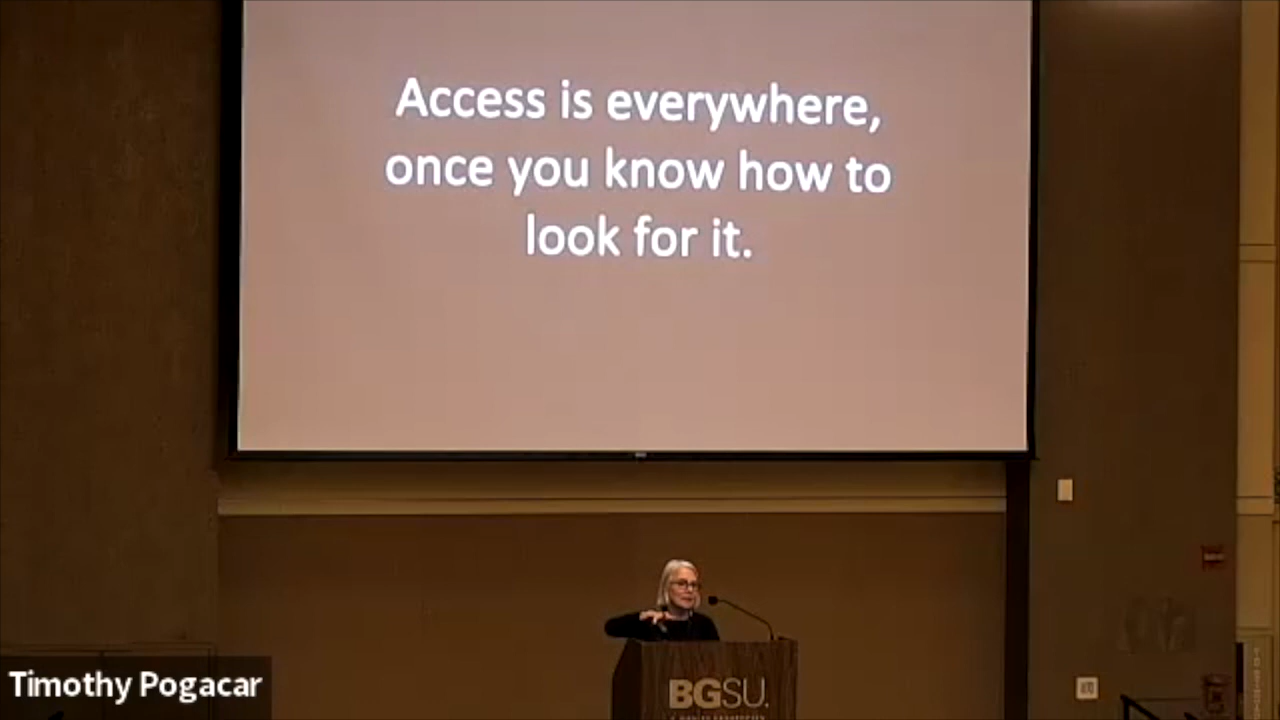 Access is everywhere,
once you know how to
look for it.
BGSU.
Timothy Pogacar